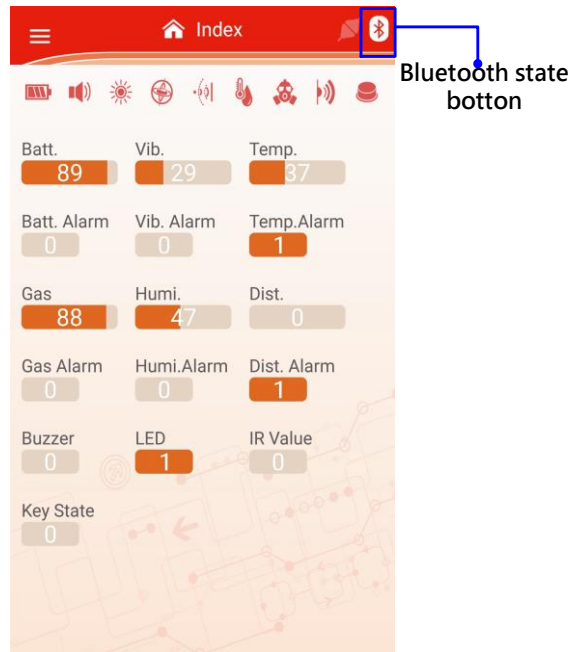 Index
Bluetooth state
botton
Batt. Vib. Temp.
89 29 37
Batt. Alarm Vib. Alarm Temp.Alarm
0 0 1
Gas Humi. Dist.
88 47 0
Gas Alarm Humi.Alarm Dist. Alarm
0 0 1
Buzzer LED IR Value
0 1 0
Key State
0